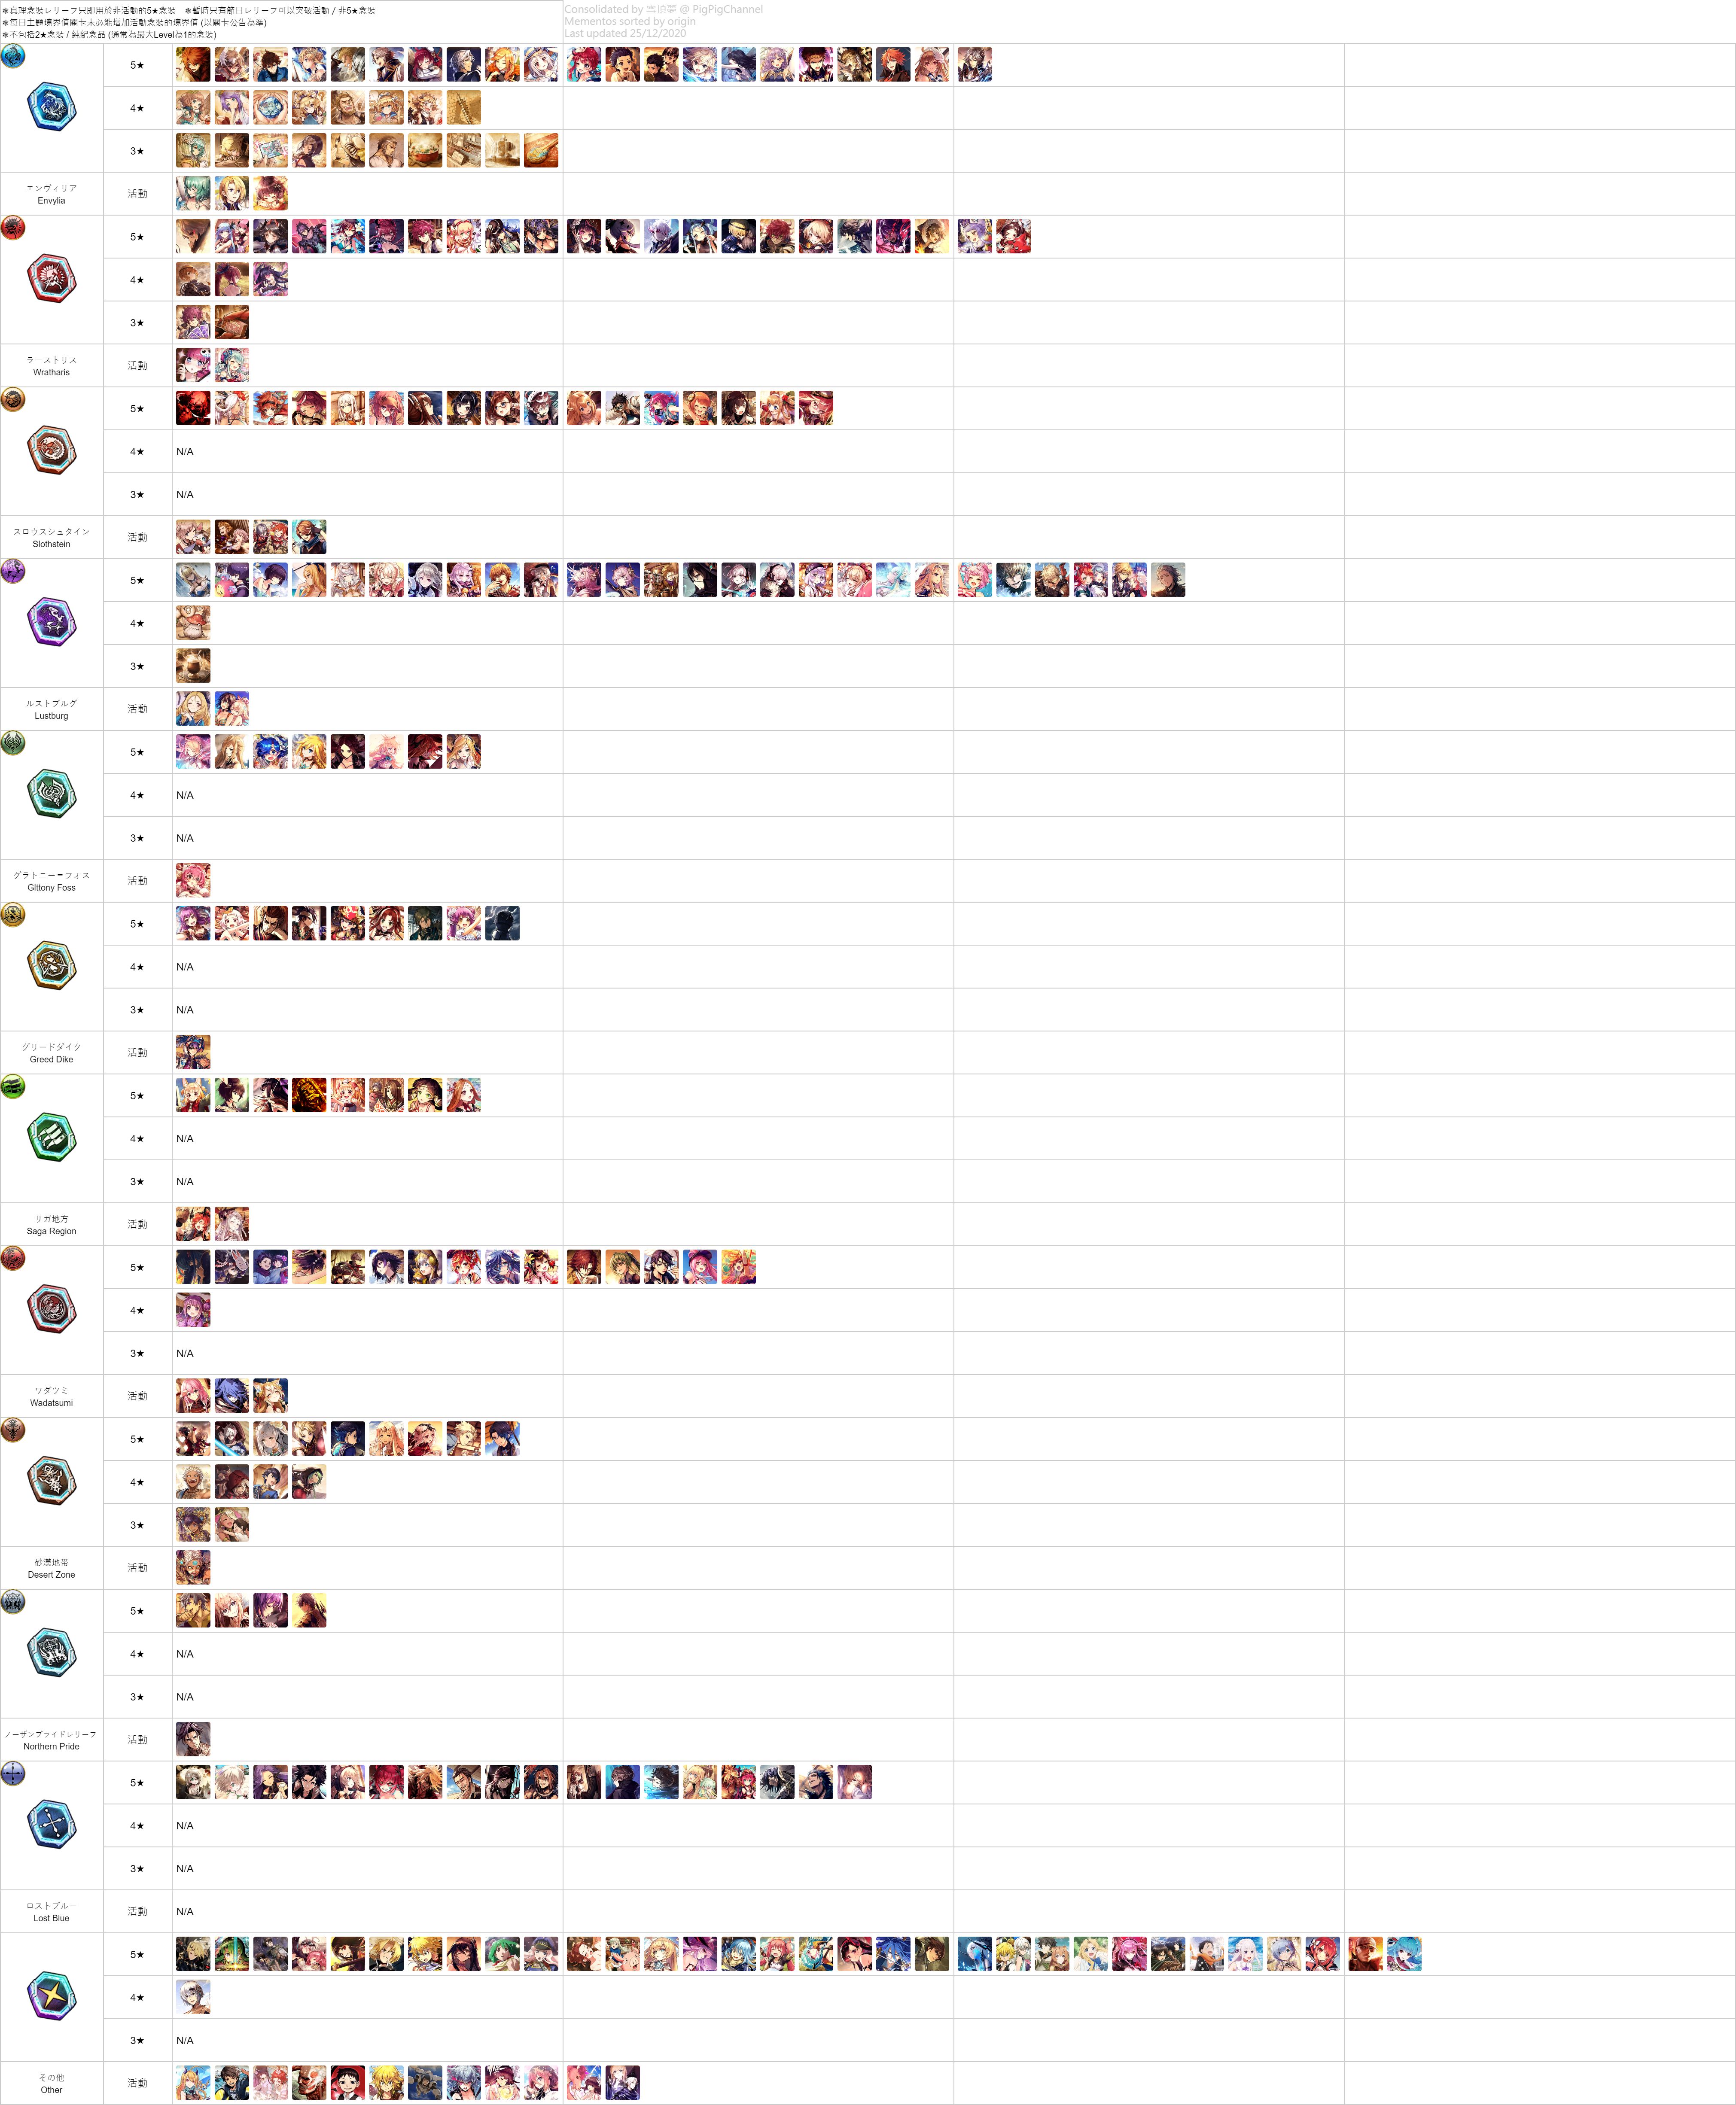 ＊真理念裝レリーフ只即用於非活動的5★念裝　＊暫時只有節日レリーフ可以突破活動 / 非5★念裝
＊每日主題境界值關卡未必能增加活動念裝的境界值 (以關卡公告為準)
＊不包括2★念裝 / 純紀念品 (通常為最大Level為1的念裝)
Consolidated by 雲頂夢 @ PigPigChannel
Mementos sorted by origin
Last updated 25/12/2020
5★
4★
3★
エンヴィリア
Envylia
活動
5★
4★
3★
ラーストリス
Wratharis
活動
5★
4★
N/A
3★
N/A
スロウスシュタイン
Slothstein
活動
5★
4★
3★
ルストブルグ
Lustburg
活動
5★
4★
N/A
3★
N/A
グラトニー＝フォス
Glttony Foss
活動
5★
4★
N/A
3★
N/A
グリードダイク
Greed Dike
活動
5★
4★
N/A
3★
N/A
サガ地方
Saga Region
活動
5★
4★
3★
N/A
ワダツミ
Wadatsumi
活動
5★
4★
3★
砂漠地帯
Desert Zone
活動
5★
4★
N/A
3★
N/A
ノーザンプライドレリーフ
Northern Pride
活動
5★
4★
N/A
3★
N/A
ロストブルー
Lost Blue
活動
N/A
5★
4★
3★
N/A
その他
Other
活動